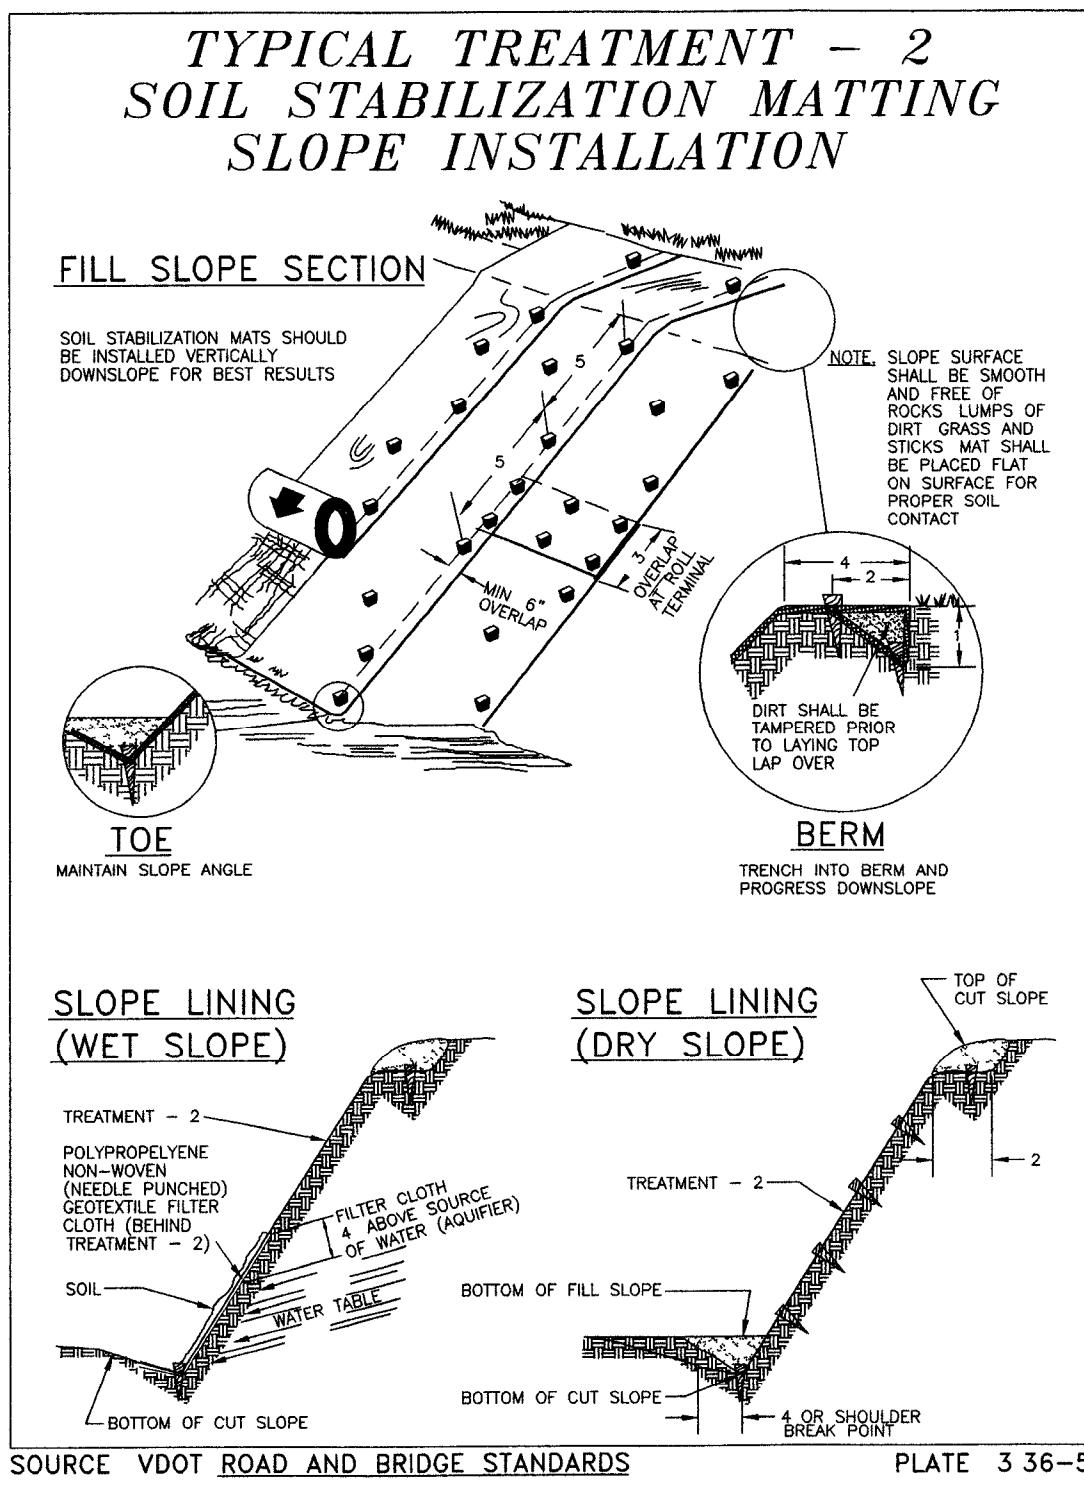 TYPICAL TREATMENT - 2
SOIL STABILIZATION MATTING
SLOPE INSTALLATION
FILL SLOPE SECTION
SOIL STABILIZATION MATS SHOULD
BE INSTALLED VERTICALLY
DOWNSLOPE FOR BEST RESULTS
5
5
NOTE. SLOPE SURFACE
SHALL BE SMOOTH
AND FREE OF
ROCKS LUMPS OF
DIRT GRASS AND
STICKS MAT SHALL
BE PLACED FLAT
ON SURFACE FOR
PROPER SOIL
CONTACT
MIN 6"
OVERLAP
3
OVERLAP
AT ROLL
TERMINAL
4
2
1
DIRT SHALL BE
TAMPERED PRIOR
TO LAYING TOP
LAP OVER
TOE
MAINTAIN SLOPE ANGLE
BERM
TRENCH INTO BERM AND
PROGRESS DOWNSLOPE
SLOPE LINING
(WET SLOPE)
TREATMENT - 2
POLYPROPELYENE
NON-WOVEN
(NEEDLE PUNCHED)
GEOTEXTILE FILTER
CLOTH (BEHIND
TREATMENT - 2)
FILTER CLOTH
4 ABOVE SOURCE
OF WATER (AQUIFIER)
SOIL
WATER TABLE
BOTTOM OF CUT SLOPE
SLOPE LINING
(DRY SLOPE)
TOP OF
CUT SLOPE
2
TREATMENT - 2
BOTTOM OF FILL SLOPE
BOTTOM OF CUT SLOPE
4 OR SHOULDER
BREAK POINT
SOURCE VDOT ROAD AND BRIDGE STANDARDS
PLATE 3 36-5